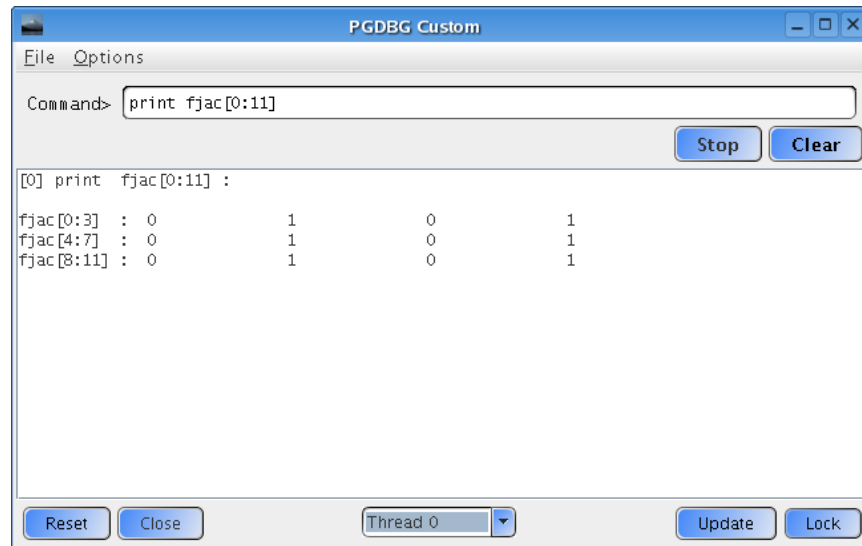 PGDBG Custom
File Options
Command> print fjac[0:11]
Stop Clear
[0] print fjac[0:11] :
fjac[0:3] : 0 1 0 1
fjac[4:7] : 0 1 0 1
fjac[8:11] : 0 1 0 1
Reset Close Thread 0 Update Lock